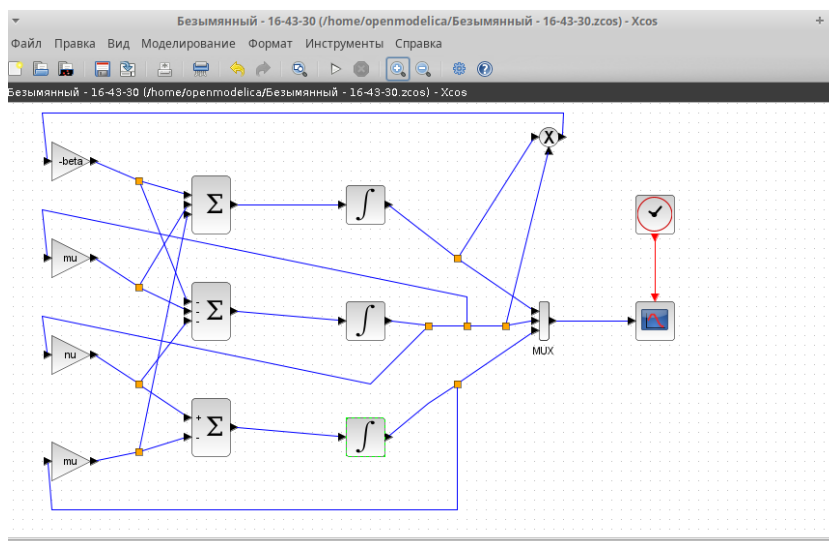 Безымянный - 16-43-30 (/home/openmodelica/Безымянный - 16-43-30.zcos) - Xcos
Файл Правка Вид Моделирование Формат Инструменты Справка
Безымянный - 16-43-30 (/home/openmodelica/Безымянный - 16-43-30.zcos) - Xcos
X
-beta
Σ
∫
mu
-
-
-
Σ
∫
MUX
nu
+
-
Σ
∫
mu